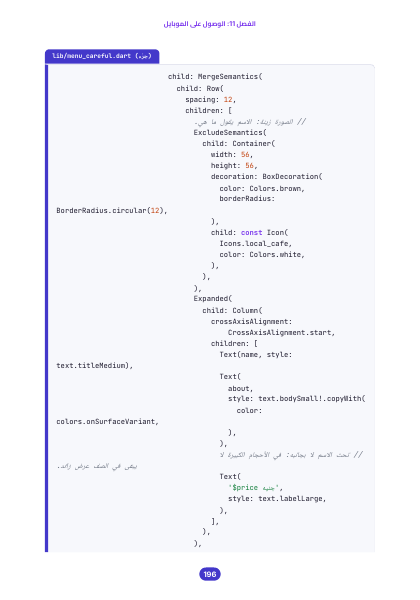 الفصل 11: الوصول على الموبايل
lib/menu_careful.dart (جزء)
child: MergeSemantics(
child: Row(
spacing: 12,
children: [
// الصورة زينة: الاسم يقول ما هي.
ExcludeSemantics(
child: Container(
width: 56,
height: 56,
decoration: BoxDecoration(
color: Colors.brown,
borderRadius:
BorderRadius.circular(12),
),
child: const Icon(
Icons.local_cafe,
color: Colors.white,
),
),
),
Expanded(
child: Column(
crossAxisAlignment:
CrossAxisAlignment.start,
children: [
Text(name, style:
text.titleMedium),
Text(
about,
style: text.bodySmall!.copyWith(
color:
colors.onSurfaceVariant,
),
),
// تحت الاسم لا بجانبه: في الأحجام الكبيرة لا
يبقى في الصف عرض زائد.
Text(
'$price جنيه',
style: text.labelLarge,
),
],
),
),
196